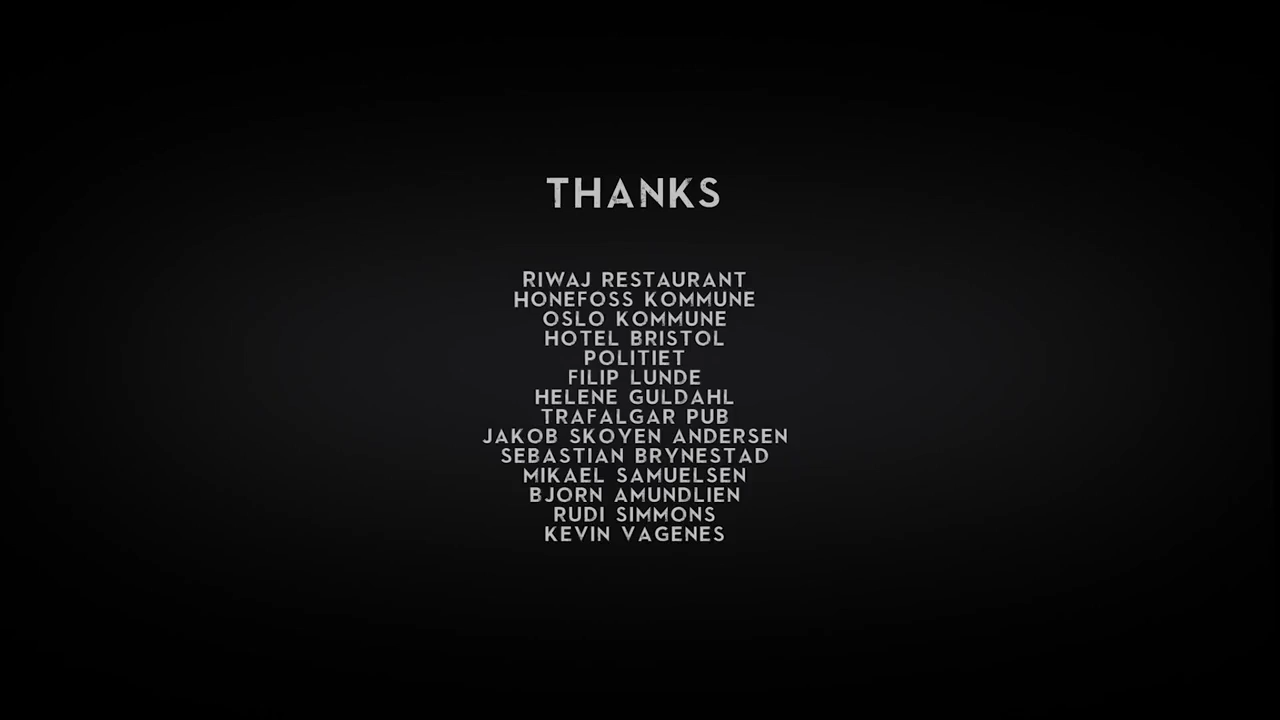 THANKS
RIWAJ RESTAURANT
HONEFOSS KOMMUNE
OSLO KOMMUNE
HOTEL BRISTOL
POLITIET
FILIP LUNDE
HELENE GULDAHL
TRAFALGAR PUB
JAKOB SKOYEN ANDERSEN
SEBASTIAN BRYNESTAD
MIKAEL SAMUELSEN
BJORN AMUNDLIEN
RUDI SIMMONS
KEVIN VAGENES